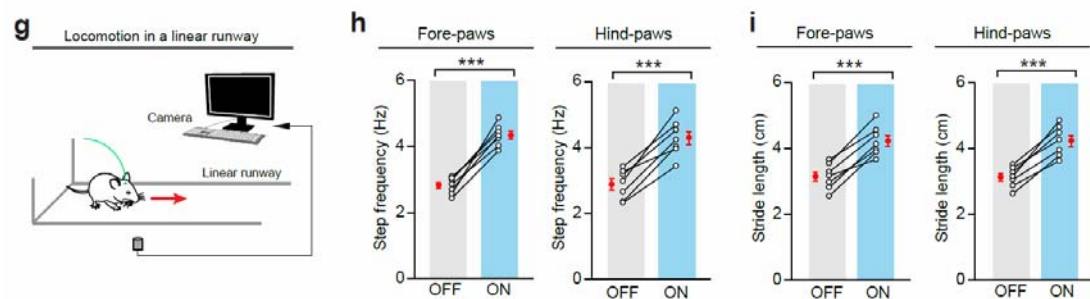 g
Locomotion in a linear runway
Camera
Linear runway
h
Fore-paws
***
Step frequency (Hz)
6
4
2
0
OFF ON
Hind-paws
***
Step frequency (Hz)
6
4
2
0
OFF ON
i
Fore-paws
***
Stride length (cm)
6
4
2
0
OFF ON
Hind-paws
***
Stride length (cm)
6
4
2
0
OFF ON